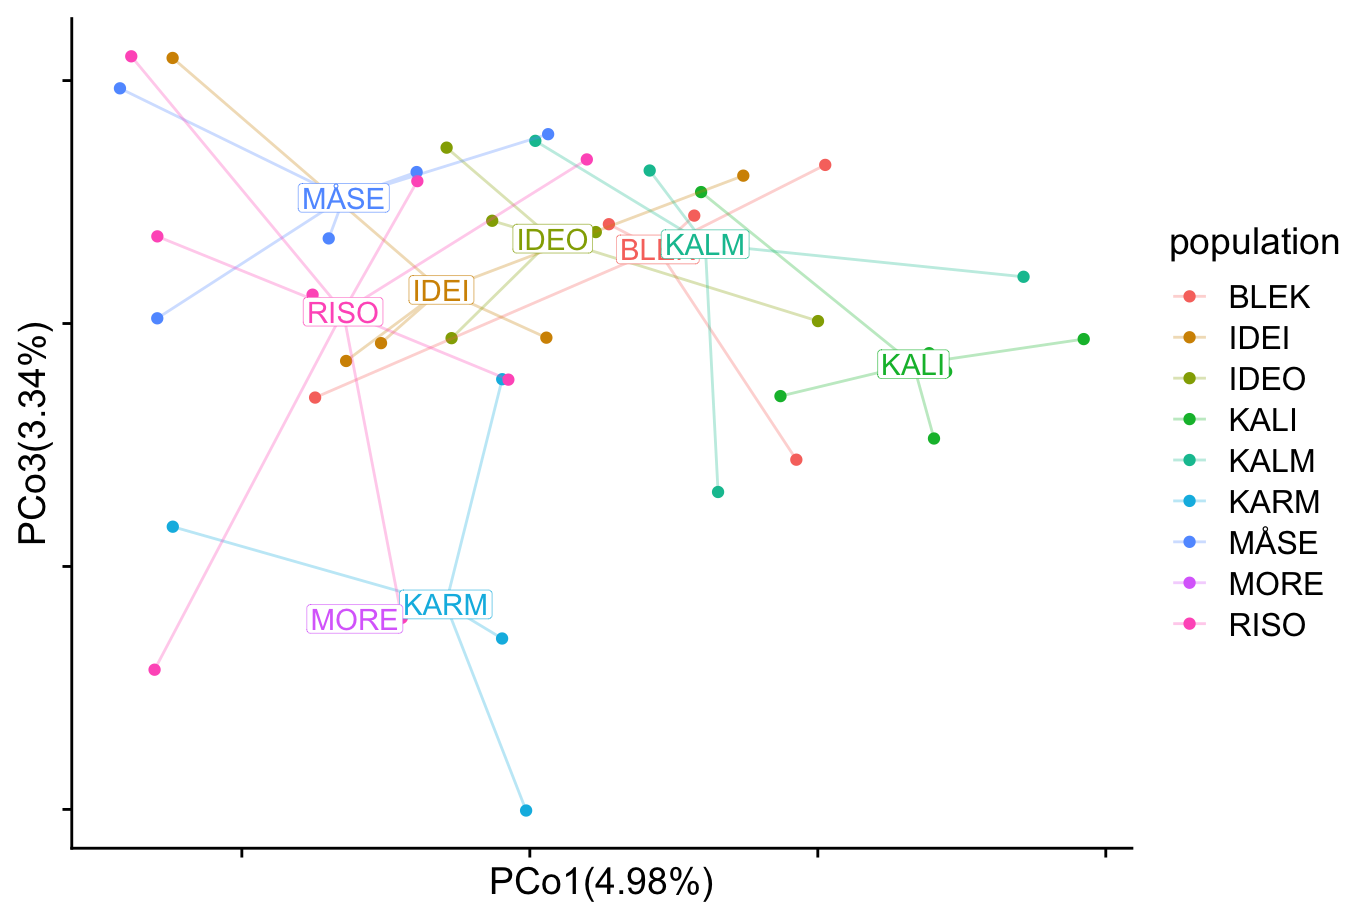 MÅSE
IDEO
BLEK
KALM
IDEI
RISO
KALI
KARM
MORE
PCo3(3.34%)
PCo1(4.98%)
population
BLEK
IDEI
IDEO
KALI
KALM
KARM
MÅSE
MORE
RISO